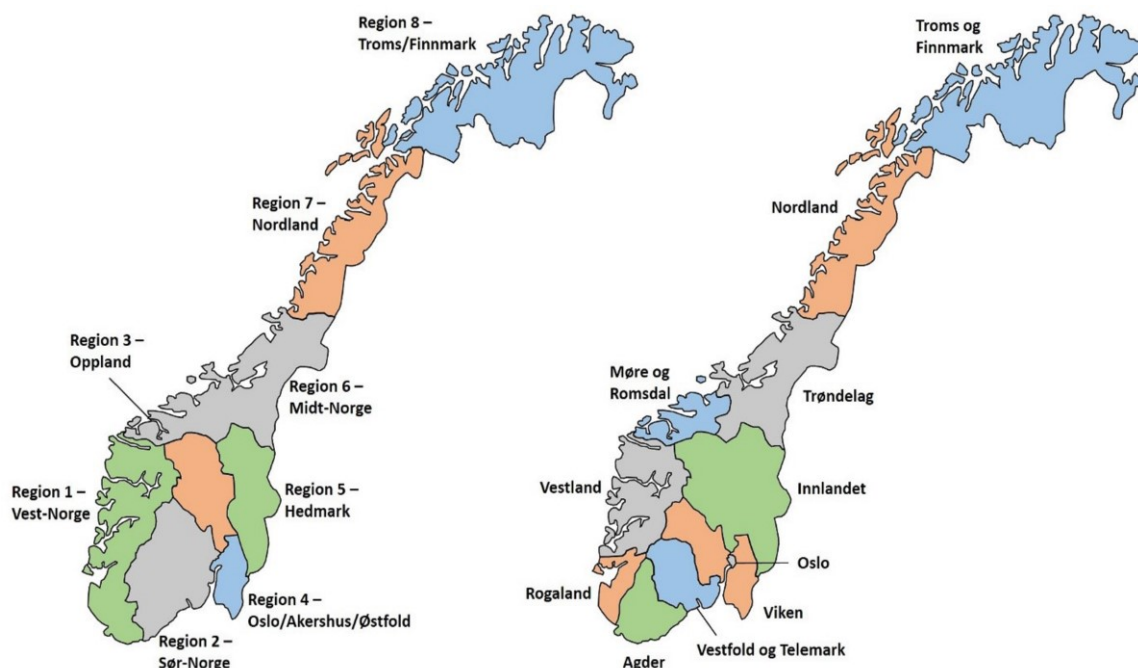 Region 8 –
Troms/Finnmark
Region 7 –
Nordland
Region 3 –
Oppland
Region 6 –
Midt-Norge
Region 1 –
Vest-Norge
Region 5 –
Hedmark
Region 4 –
Oslo/Akershus/Østfold
Region 2 –
Sør-Norge
Troms og
Finnmark
Nordland
Møre og
Romsdal
Trøndelag
Vestland
Innlandet
Oslo
Rogaland
Viken
Vestfold og Telemark
Agder